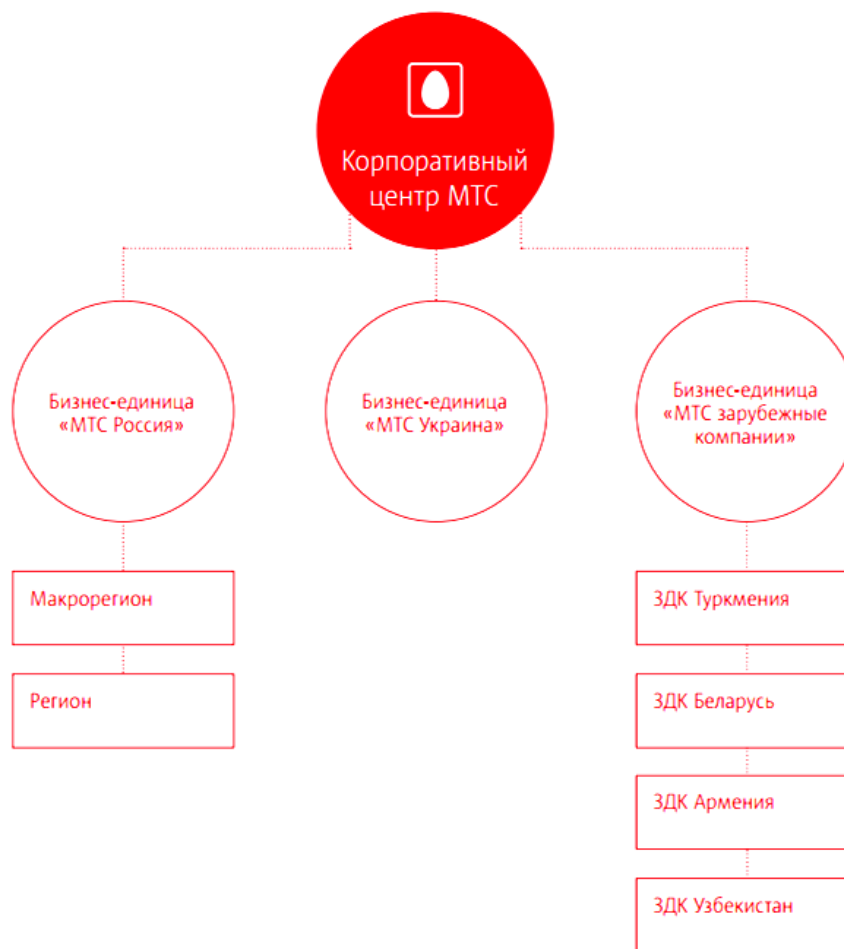 Корпоративный
центр МТС
Бизнес-единица
«МТС Россия»
Бизнес-единица
«МТС Украина»
Бизнес-единица
«МТС зарубежные
компании»
Макрорегион
Регион
ЗДК Туркмения
ЗДК Беларусь
ЗДК Армения
ЗДК Узбекистан